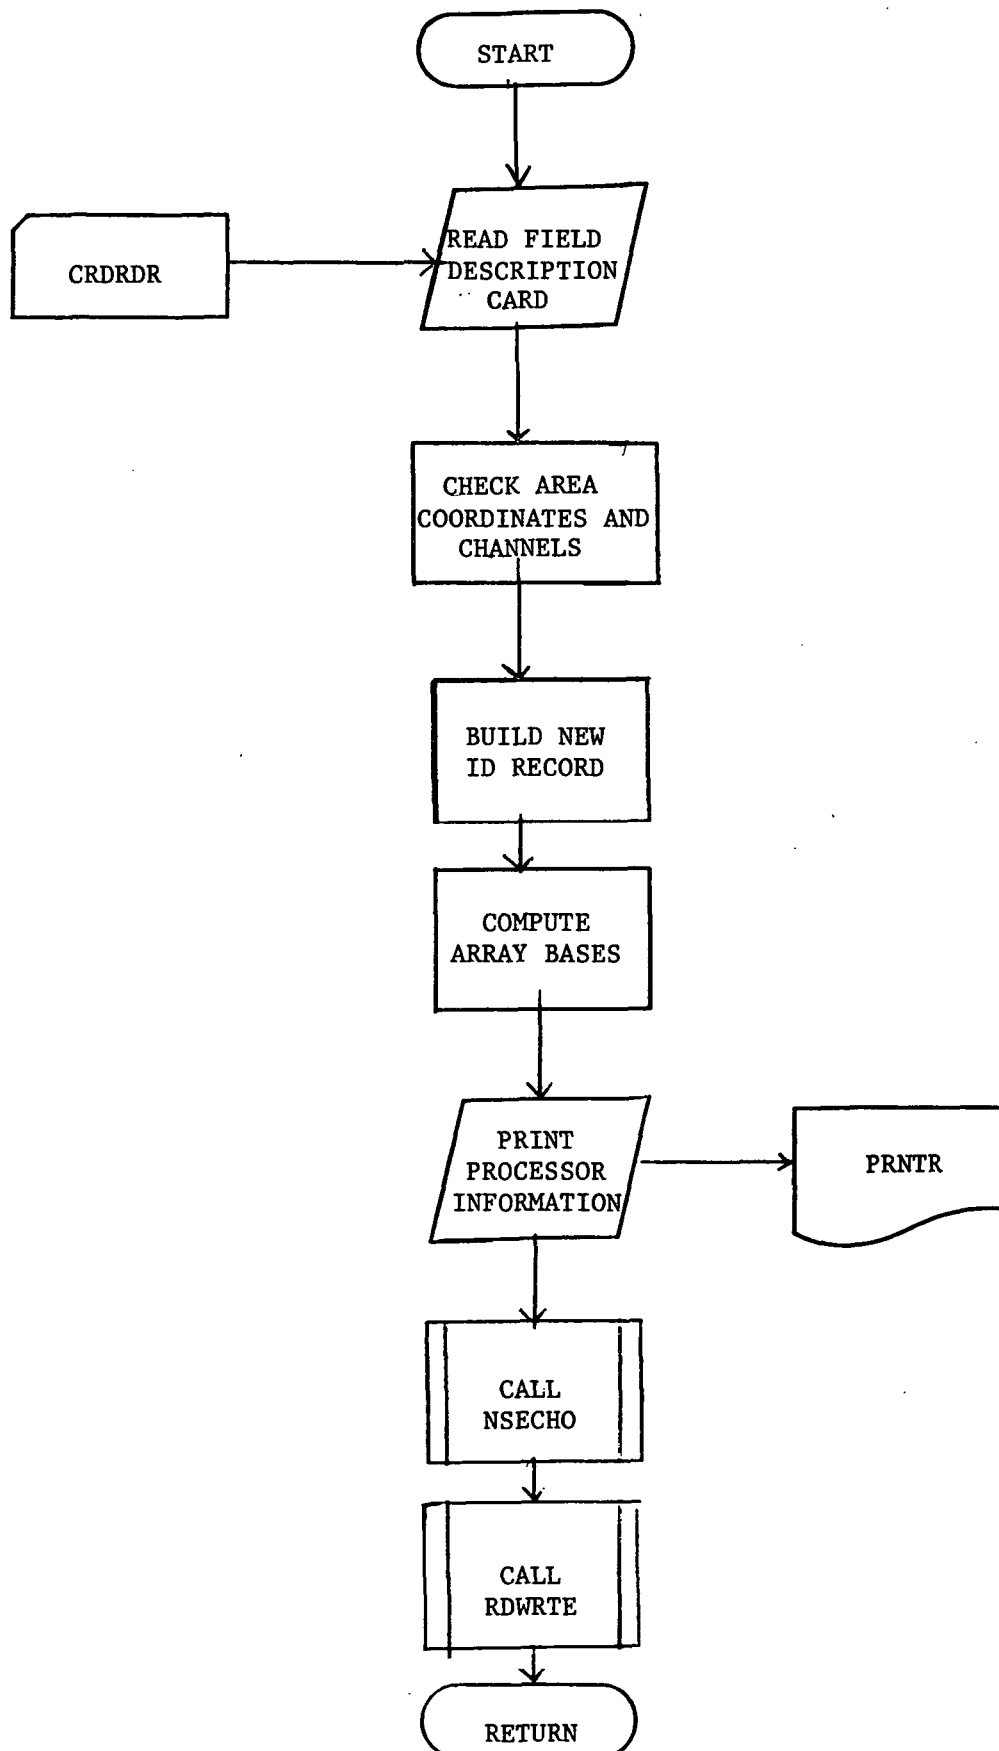 START
CRDRDR
READ FIELD
DESCRIPTION
CARD
CHECK AREA
COORDINATES AND
CHANNELS
BUILD NEW
ID RECORD
COMPUTE
ARRAY BASES
PRINT
PROCESSOR
INFORMATION
PRNTR
CALL
NSECHO
CALL
RDWRTE
RETURN